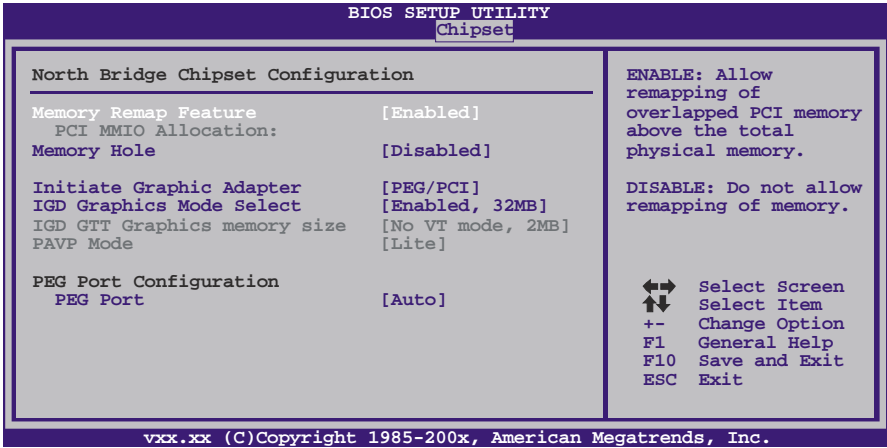 BIOS SETUP UTILITY
Chipset
North Bridge Chipset Configuration
Memory Remap Feature [Enabled]
PCI MMIO Allocation:
Memory Hole [Disabled]
Initiate Graphic Adapter [PEG/PCI]
IGD Graphics Mode Select [Enabled, 32MB]
IGD GTT Graphics memory size [No VT mode, 2MB]
PAVP Mode [Lite]
PEG Port Configuration
PEG Port [Auto]
ENABLE: Allow
remapping of
overlapped PCI memory
above the total
physical memory.
DISABLE: Do not allow
remapping of memory.
Select Screen
Select Item
+- Change Option
F1 General Help
F10 Save and Exit
ESC Exit
vxx.xx (C)Copyright 1985-200x, American Megatrends, Inc.